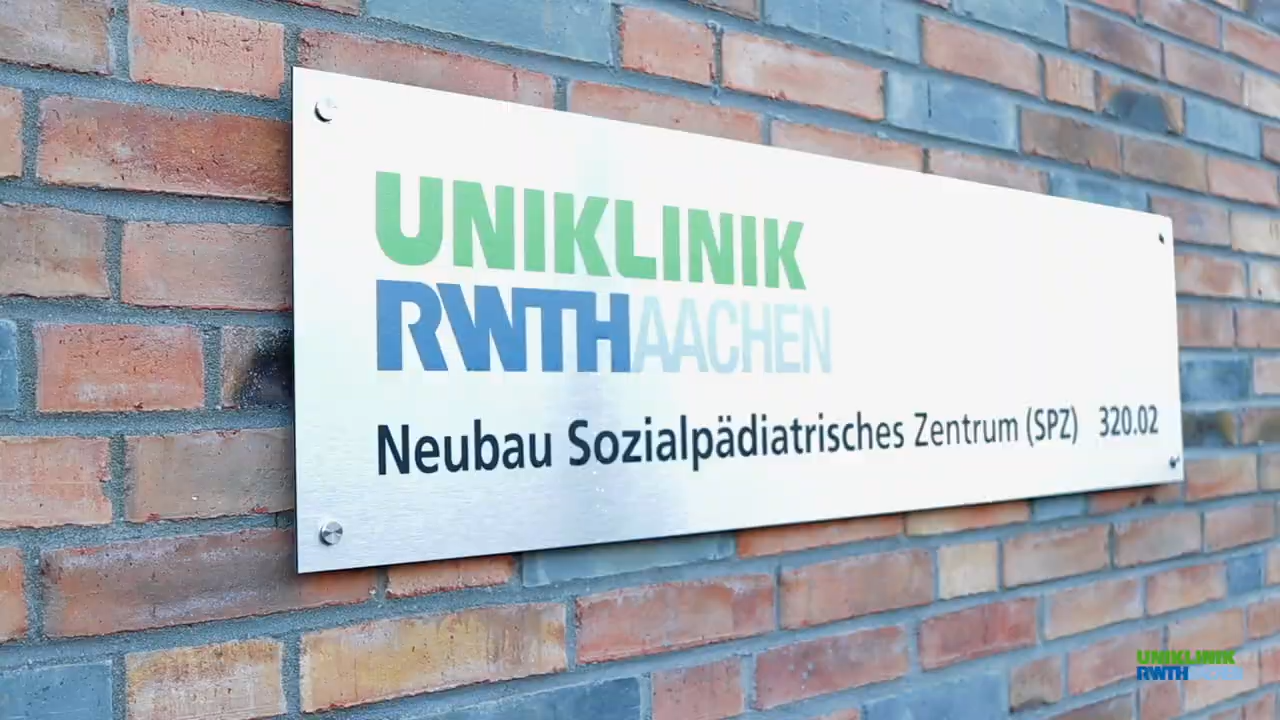 UNIKLINIK
RWTHAACHEN
Neubau Sozialpädiatrisches Zentrum (SPZ) 320.02
UNIKLINIK
RWTHAACHEN